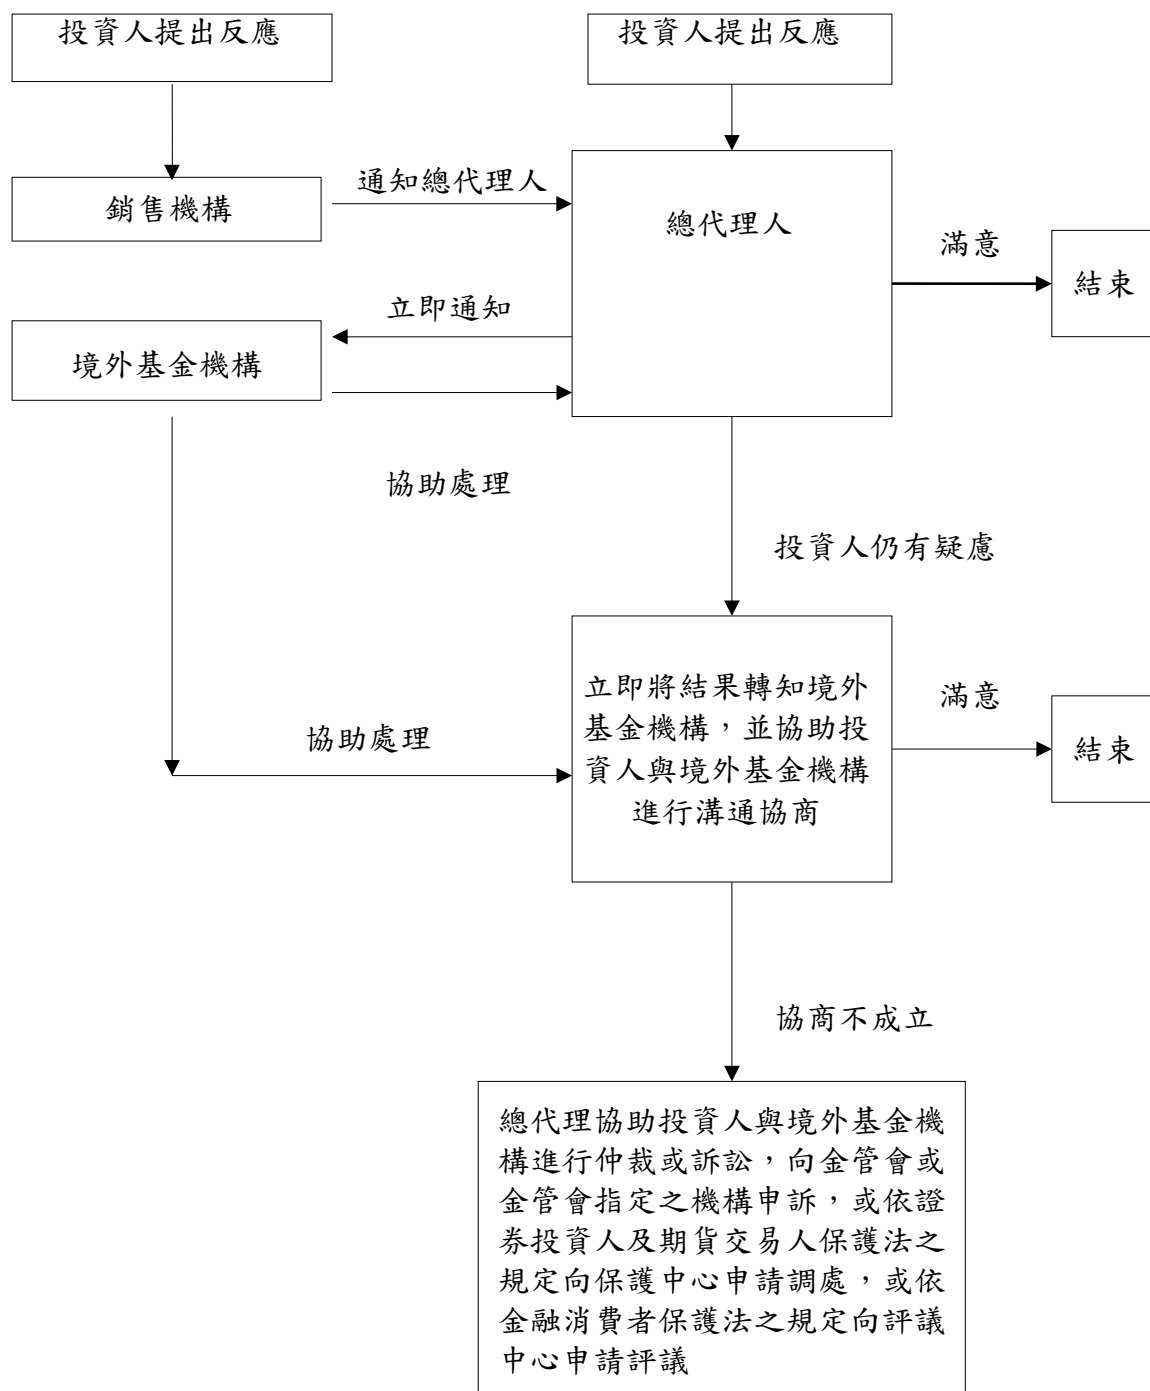 投資人提出反應
投資人提出反應
通知總代理人
銷售機構
總代理人
滿意
結束
立即通知
境外基金機構
協助處理
投資人仍有疑慮
立即將結果轉知境外
基金機構,並協助投
資人與境外基金機構
進行溝通協商
滿意
結束
協助處理
協商不成立
總代理協助投資人與境外基金機
構進行仲裁或訴訟,向金管會或
金管會指定之機構申訴,或依證
券投資人及期貨交易人保護法之
規定向保護中心申請調處,或依
金融消費者保護法之規定向評議
中心申請評議